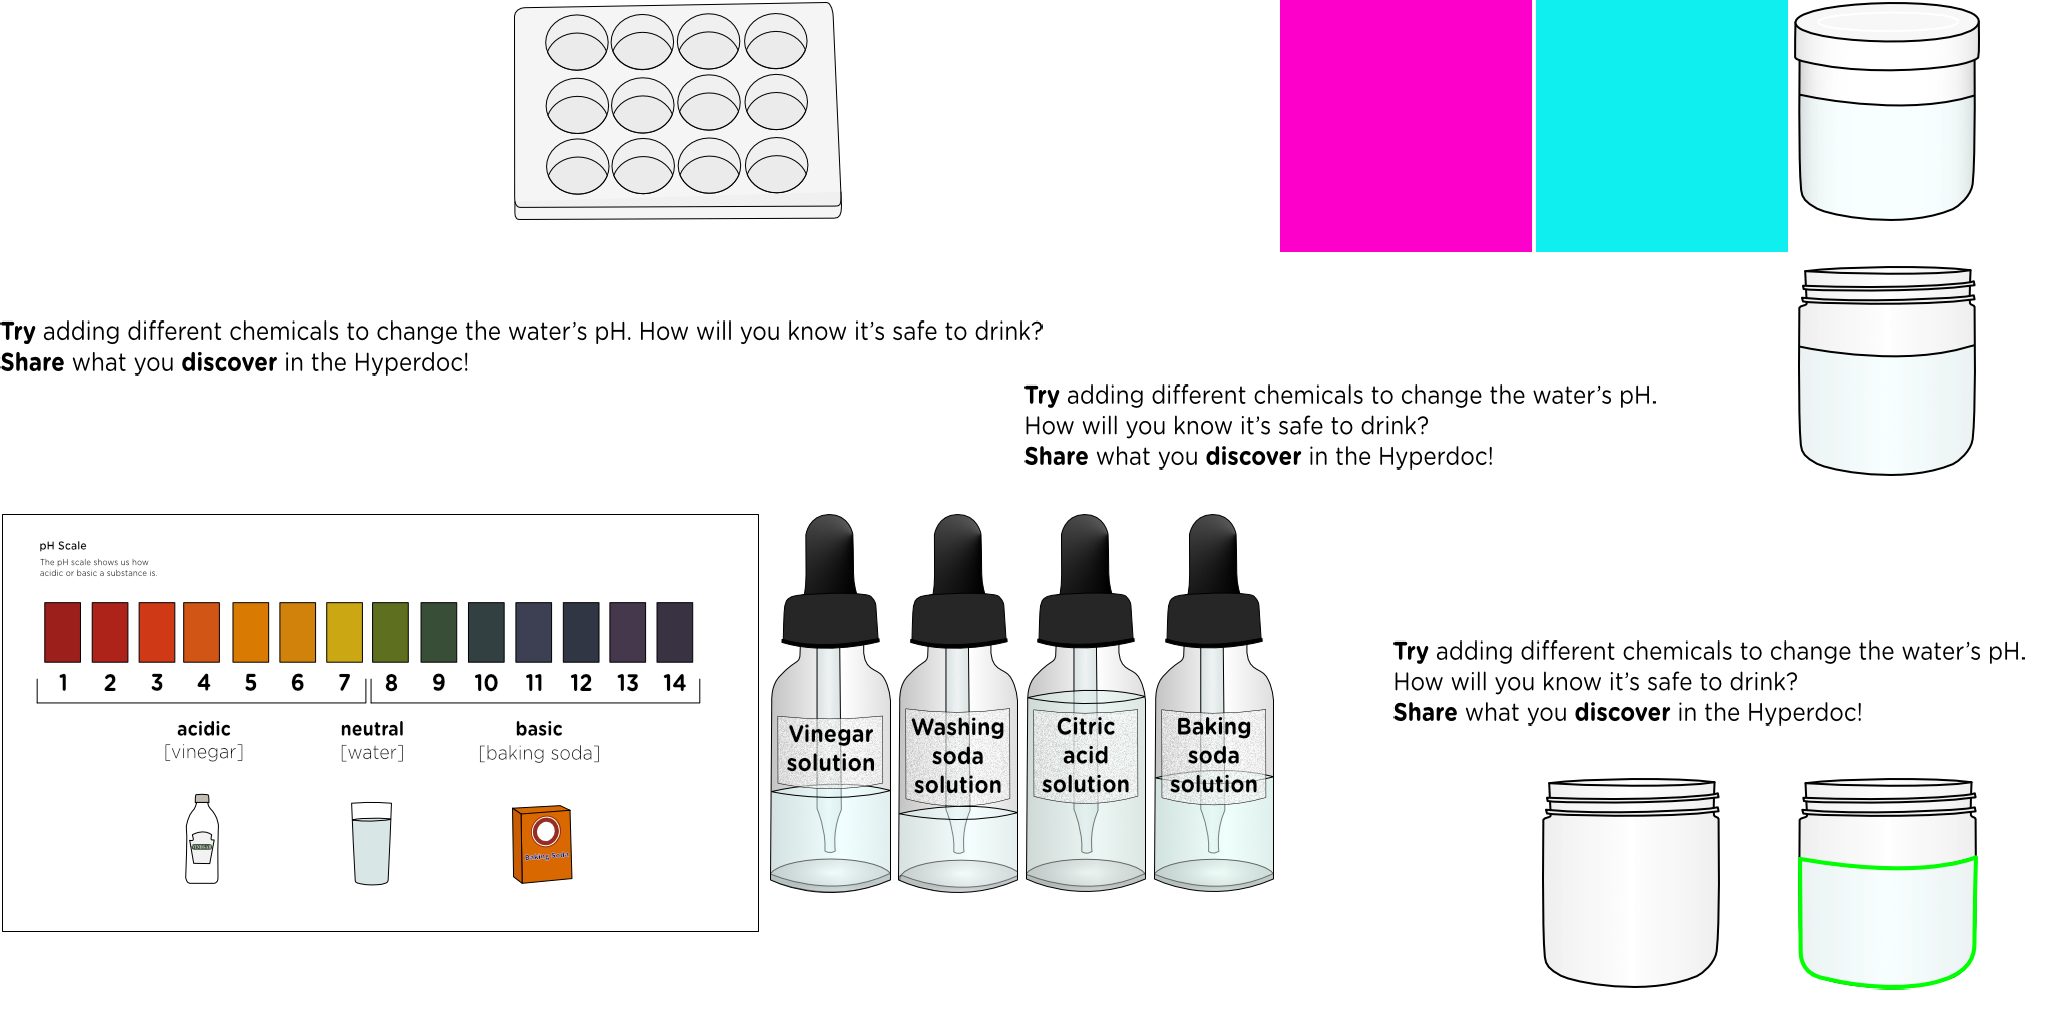 Try adding different chemicals to change the water’s pH. How will you know it’s safe to drink?
Share what you discover in the Hyperdoc!
Try adding different chemicals to change the water’s pH.
How will you know it’s safe to drink?
Share what you discover in the Hyperdoc!
pH Scale
The pH scale shows us how
acidic or basic a substance is.
1 2 3 4 5 6 7 8 9 10 11 12 13 14
acidic neutral basic
[vinegar] [water] [baking soda]
VINEGAR
Baking Soda
Vinegar
solution
Washing
soda
solution
Citric
acid
solution
Baking
soda
solution
Try adding different chemicals to change the water’s pH.
How will you know it’s safe to drink?
Share what you discover in the Hyperdoc!